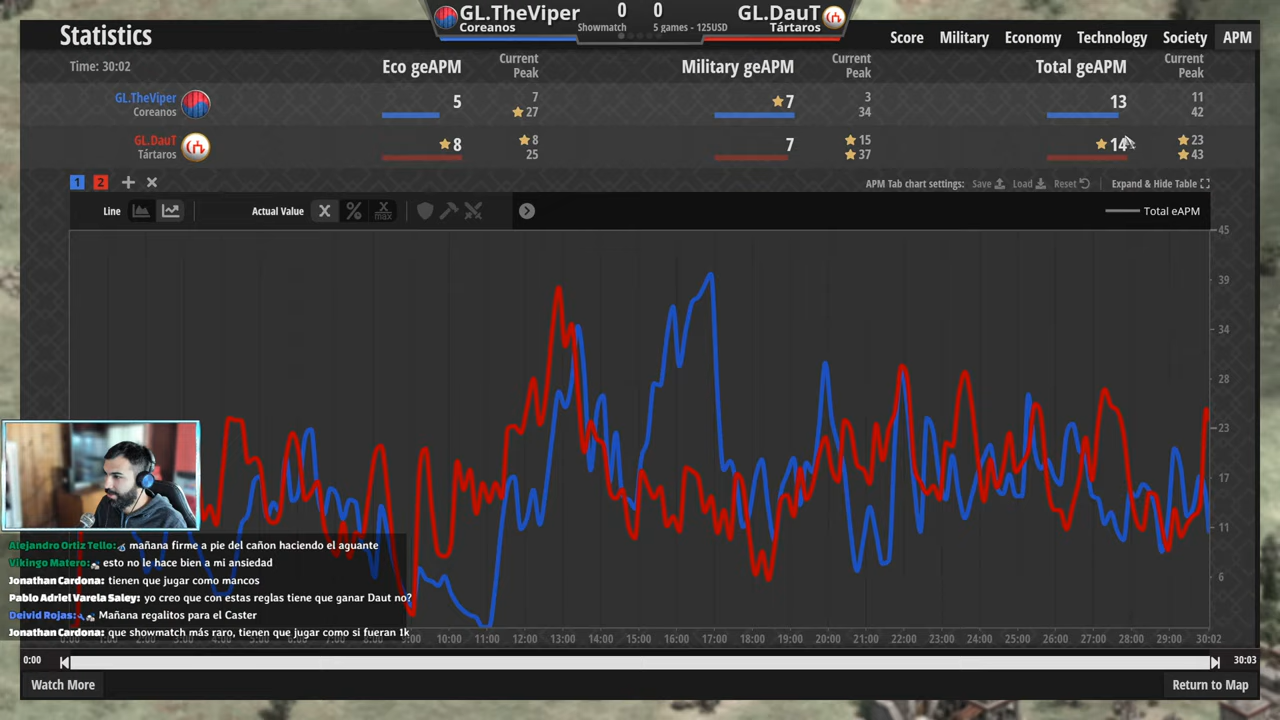 GL.TheViper 0 0 GL.DauT
Coreanos Showmatch 5 games - 125USD Tártaros
Statistics
Score Military Economy Technology Society APM
Time: 30:02
Eco geAPM Current Peak Military geAPM Current Peak Total geAPM Current Peak
GL.TheViper 5 7 7 3 13 11
Coreanos 27 34 42
GL.DauT 8 8 7 15 14 23
Tártaros 25 37 43
1 2 + ×
APM Tab chart settings: Save Load Reset Expand & Hide Table
Line Actual Value X % X max Total eAPM
45
39
34
28
23
17
11
6
Alejandro Ortiz Tello: mañana firme a pie del cañon haciendo el aguante
Vikingo Matero: esto no le hace bien a mi ansiedad
Jonathan Cardona: tienen que jugar como mancos
Pablo Adriel Varela Saley: yo creo que con estas reglas tiene que ganar Daut no?
Deivid Rojas: Mañana regalitos para el Caster
Jonathan Cardona: que showmatch más raro, tienen que jugar como si fueran 1k
10:00 11:00 12:00 13:00 14:00 15:00 16:00 17:00 18:00 19:00 20:00 21:00 22:00 23:00 24:00 25:00 26:00 27:00 28:00 29:00 30:02
0:00 30:03
Watch More Return to Map